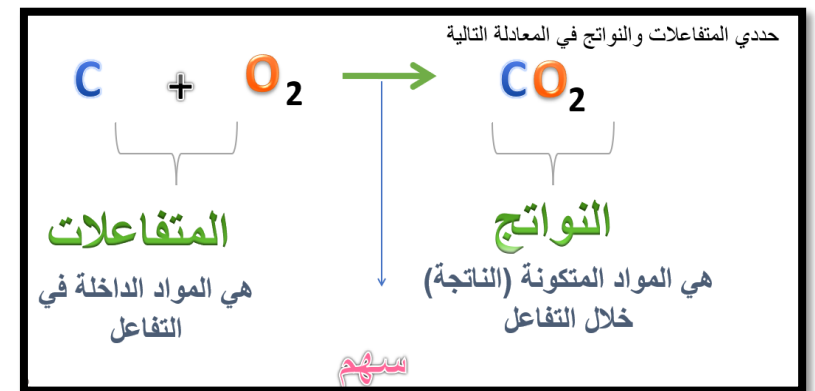 حددي المتفاعلات والنواتج في المعادلة التالية
C + O2 → CO2
المتفاعلات
هي المواد الداخلة في
التفاعل
النواتج
هي المواد المتكونة (الناتجة)
خلال التفاعل
سهم